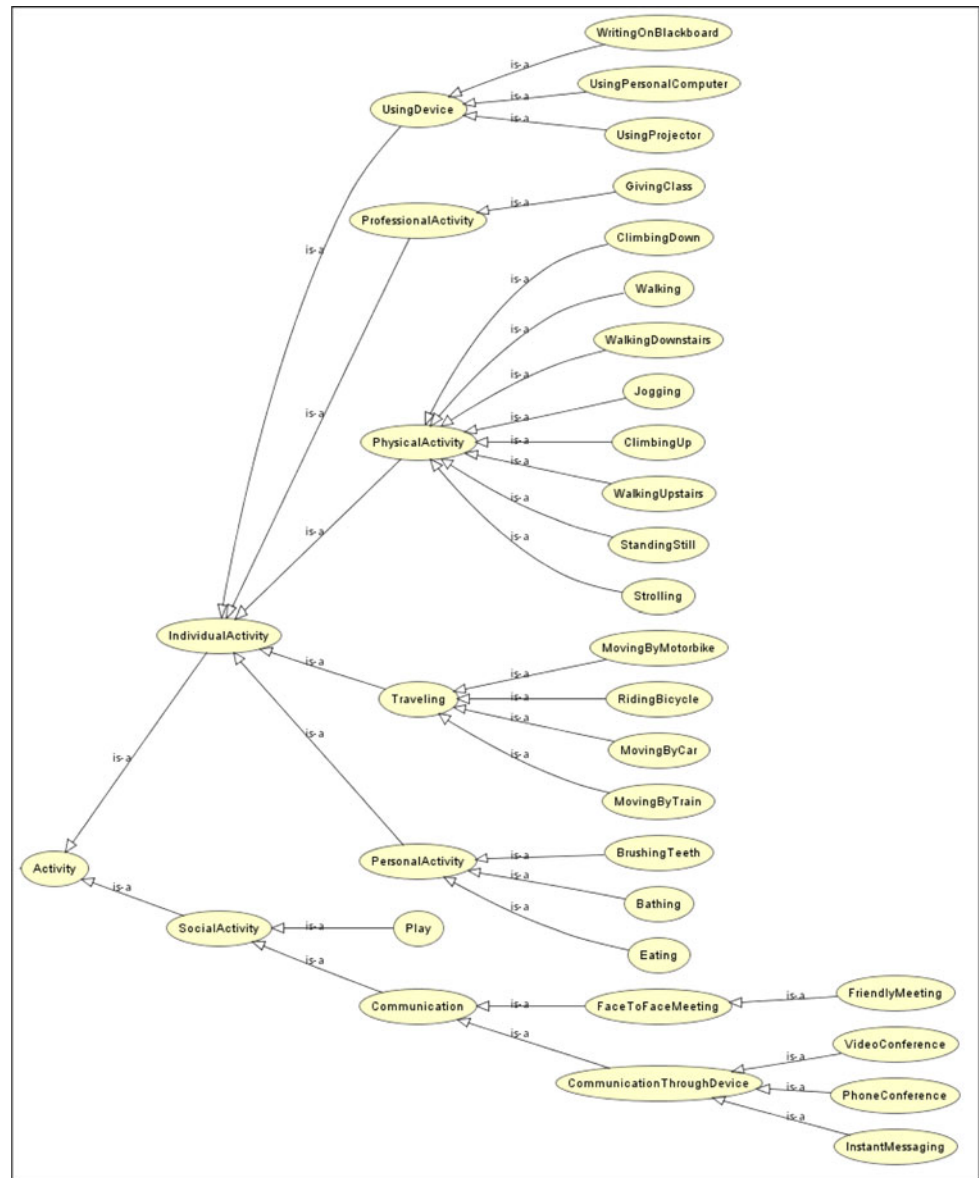 WritingOnBlackboard
is-a
UsingPersonalComputer
is-a
UsingDevice
is-a
UsingProjector
GivingClass
is-a
ProfessionalActivity
ClimbingDown
is-a
is-a
Walking
is-a
WalkingDownstairs
is-a
Jogging
is-a
is-a
PhysicalActivity
is-a
ClimbingUp
is-a
WalkingUpstairs
is-a
is-a
StandingStill
is-a
Strolling
IndividualActivity
MovingByMotorbike
is-a
is-a
Traveling
is-a
RidingBicycle
is-a
is-a
MovingByCar
is-a
is-a
MovingByTrain
BrushingTeeth
is-a
PersonalActivity
Activity
is-a
is-a
Bathing
is-a
SocialActivity
is-a
Play
is-a
Eating
FriendlyMeeting
is-a
Communication
is-a
FaceToFaceMeeting
VideoConference
is-a
is-a
CommunicationThroughDevice
is-a
PhoneConference
is-a
InstantMessaging